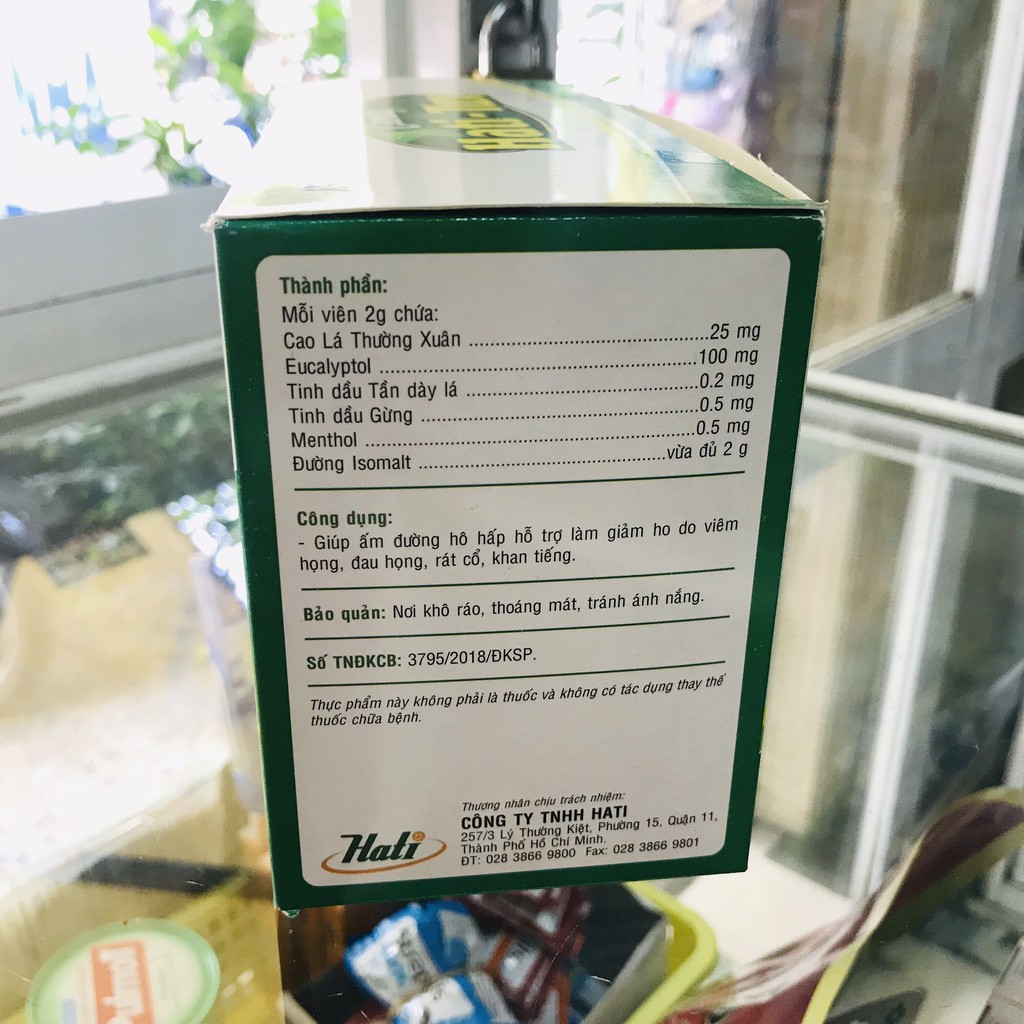 Thành phần:
Mỗi viên 2g chứa:
Cao Lá Thường Xuân ........................................25 mg
Eucalyptol .....................................................100 mg
Tinh dầu Tần dày lá .......................................0.2 mg
Tinh dầu Gừng ..............................................0.5 mg
Menthol .......................................................0.5 mg
Đường Isomalt .........................................vừa đủ 2 g
Công dụng:
- Giúp ấm đường hô hấp hỗ trợ làm giảm ho do viêm
họng, đau họng, rát cổ, khan tiếng.
Bảo quản: Nơi khô ráo, thoáng mát, tránh ánh nắng.
Số TNĐKCB: 3795/2018/ĐKSP.
Thực phẩm này không phải là thuốc và không có tác dụng thay thế
thuốc chữa bệnh.
Hati
Thương nhân chịu trách nhiệm:
CÔNG TY TNHH HATI
257/3 Lý Thường Kiệt, Phường 15, Quận 11,
Thành Phố Hồ Chí Minh.
ĐT: 028 3866 9800 Fax: 028 3866 9801